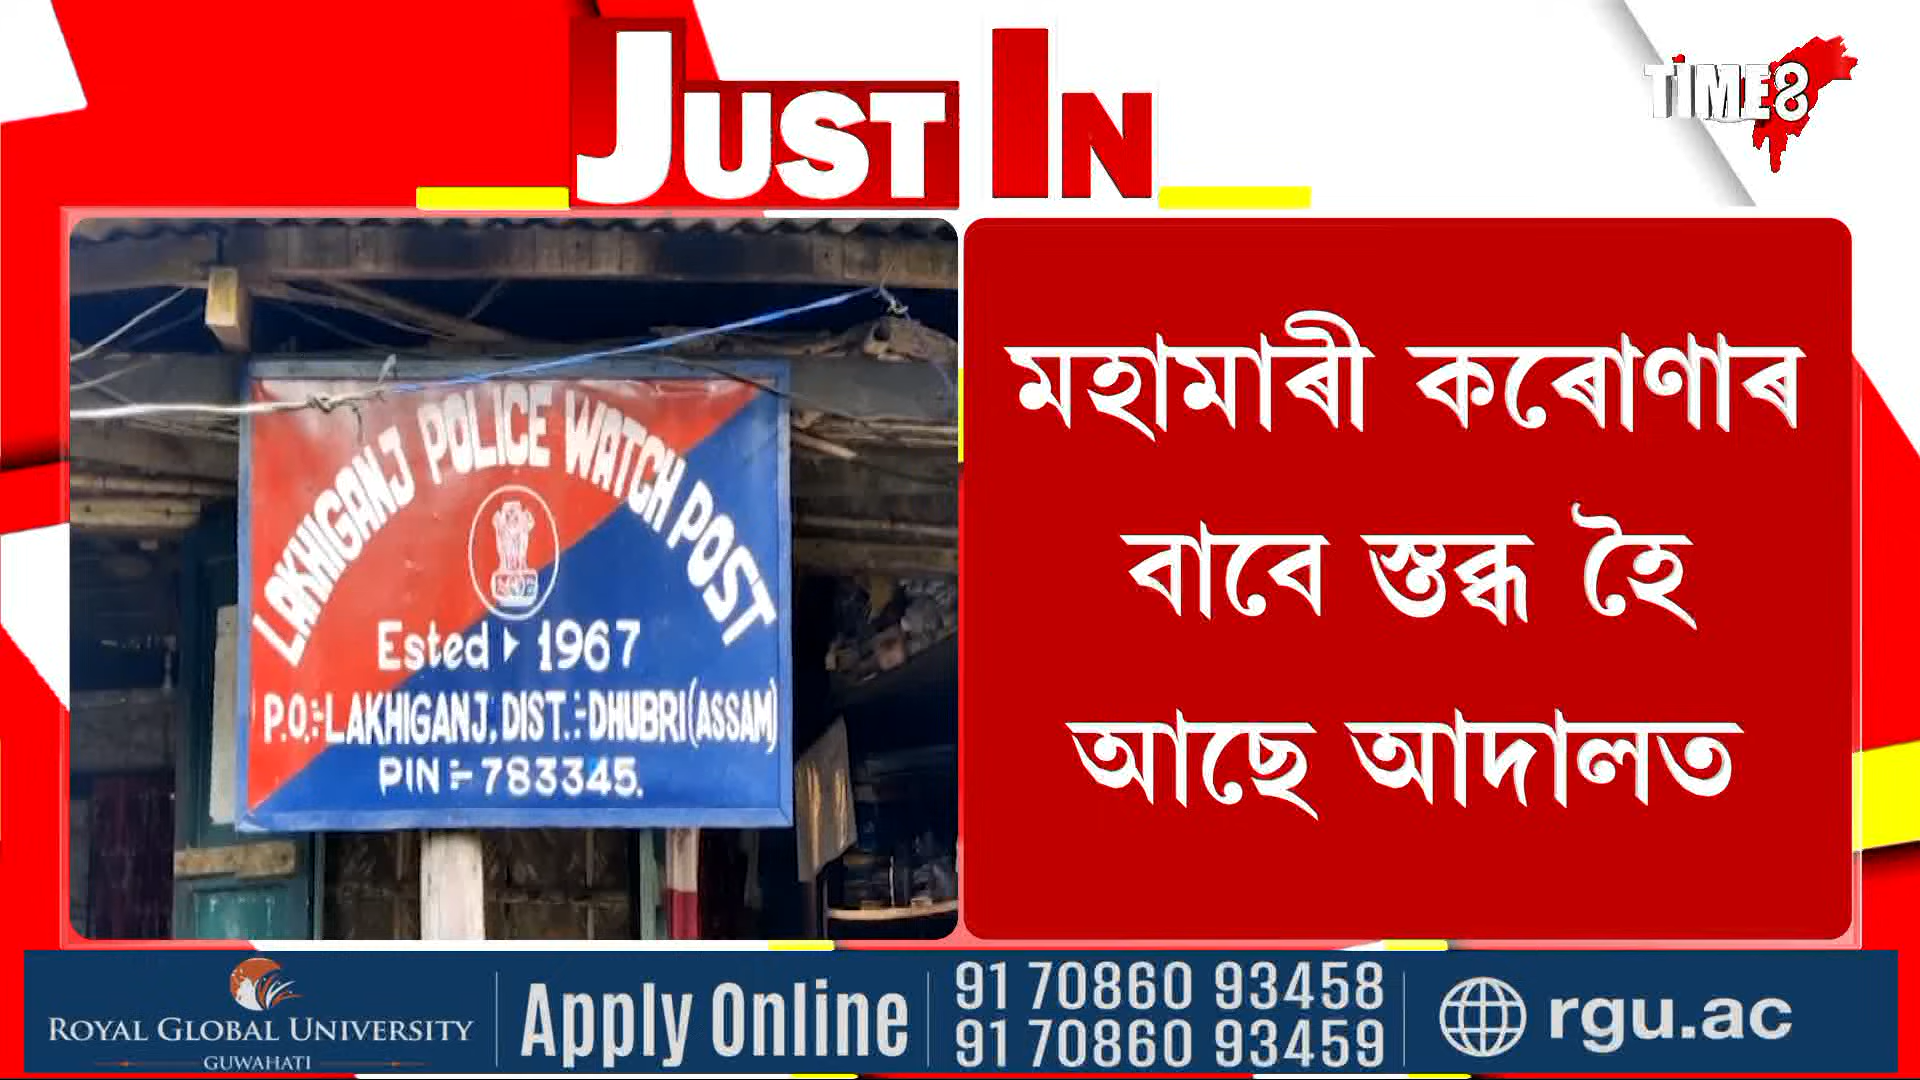 JUST IN
TIME8
LAKHIGANJ POLICE WATCH POST
Ested 1967
P.O.:-LAKHIGANJ, DIST.:-DHUBRI(ASSAM)
PIN:-783345.
মহামাৰী কৰোণাৰ
বাবে স্তব্ধ হৈ
আছে আদালত
ROYAL GLOBAL UNIVERSITY
GUWAHATI
Apply Online
91 70860 93458
91 70860 93459
rgu.ac